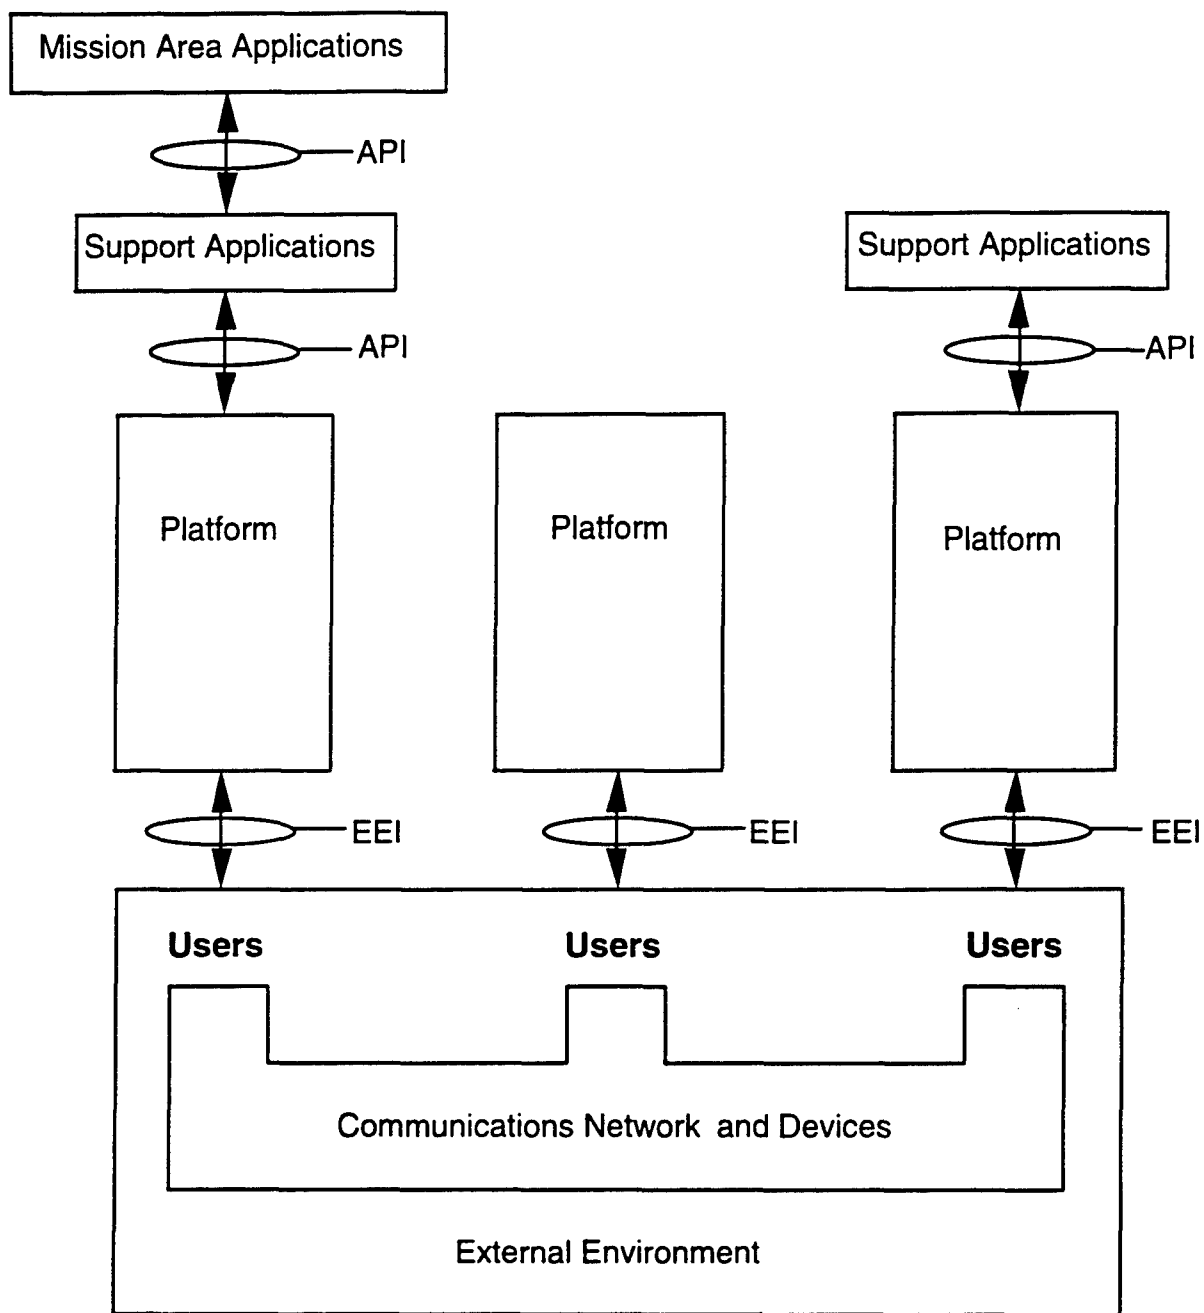 Mission Area Applications
API
Support Applications
Support Applications
API
API
Platform
Platform
Platform
EEI
EEI
EEI
Users
Users
Users
Communications Network and Devices
External Environment